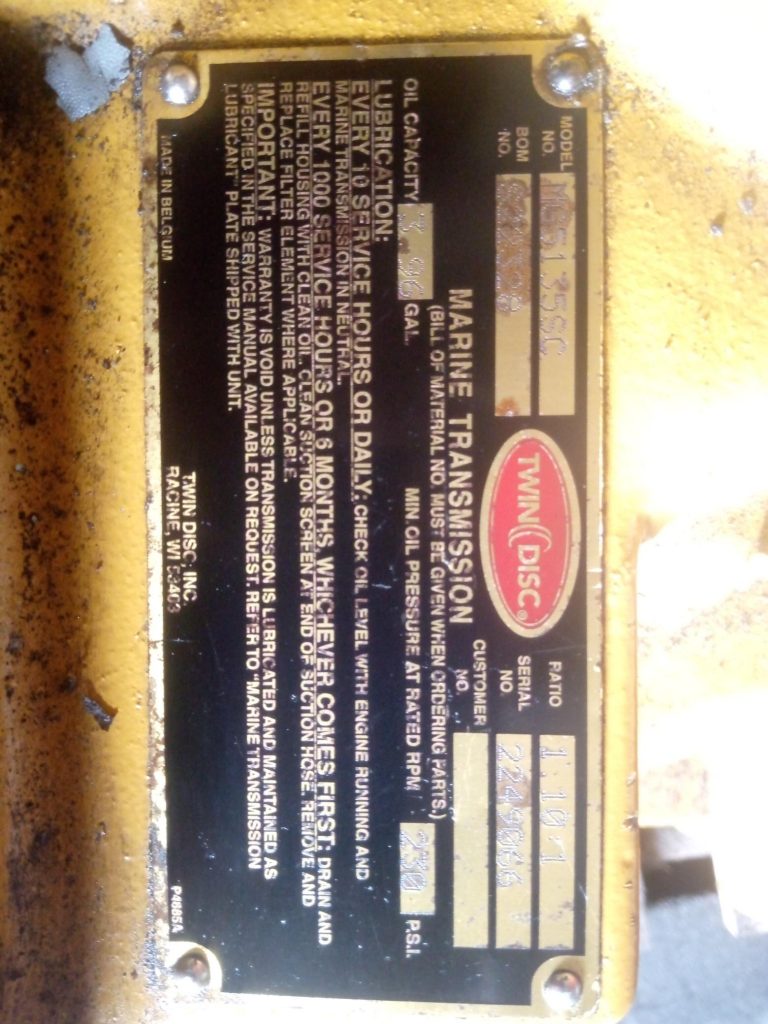 MODEL NO. MG5135SC
BOM NO.
TWIN DISC®
RATIO 1.10:1
SERIAL NO. 2249066
CUSTOMER NO.
MARINE TRANSMISSION
(BILL OF MATERIAL NO. MUST BE GIVEN WHEN ORDERING PARTS.)
OIL CAPACITY 3.96 GAL. MIN. OIL PRESSURE AT RATED RPM 230 P.S.I.
LUBRICATION:
EVERY 10 SERVICE HOURS OR DAILY: CHECK OIL LEVEL WITH ENGINE RUNNING AND
MARINE TRANSMISSION IN NEUTRAL.
EVERY 1000 SERVICE HOURS OR 6 MONTHS, WHICHEVER COMES FIRST: DRAIN AND
REFILL HOUSING WITH CLEAN OIL. CLEAN SUCTION SCREEN AT END OF SUCTION HOSE. REMOVE AND
REPLACE FILTER ELEMENT WHERE APPLICABLE.
IMPORTANT: WARRANTY IS VOID UNLESS TRANSMISSION IS LUBRICATED AND MAINTAINED AS
SPECIFIED IN THE SERVICE MANUAL AVAILABLE ON REQUEST. REFER TO "MARINE TRANSMISSION
LUBRICANT" PLATE SHIPPED WITH UNIT.
TWIN DISC, INC.
RACINE, WI 53403
MADE IN BELGIUM
P4685A